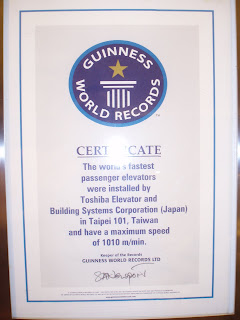 GUINNESS
WORLD RECORDS
TM
CERTIFICATE
The world's fastest
passenger elevators
were installed by
Toshiba Elevator and
Building Systems Corporation (Japan)
in Taipei 101, Taiwan
and have a maximum speed
of 1010 m/min.
Keeper of the Records
GUINNESS WORLD RECORDS LTD